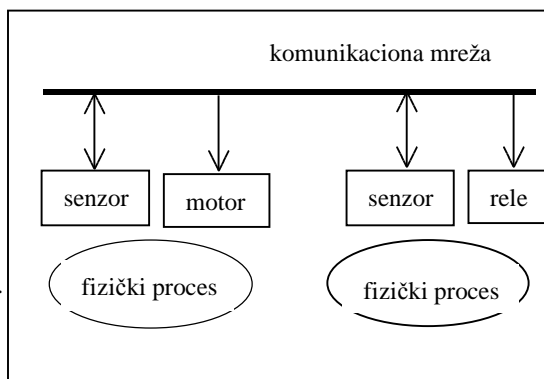 komunikaciona mreža
senzor
motor
senzor
rele
fizički proces
fizički proces